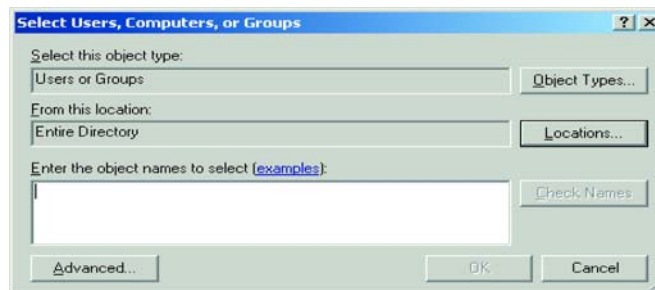 Select Users, Computers, or Groups
Select this object type:
Users or Groups
Object Types...
From this location:
Entire Directory
Locations...
Enter the object names to select (examples):
Check Names
Advanced...
OK
Cancel